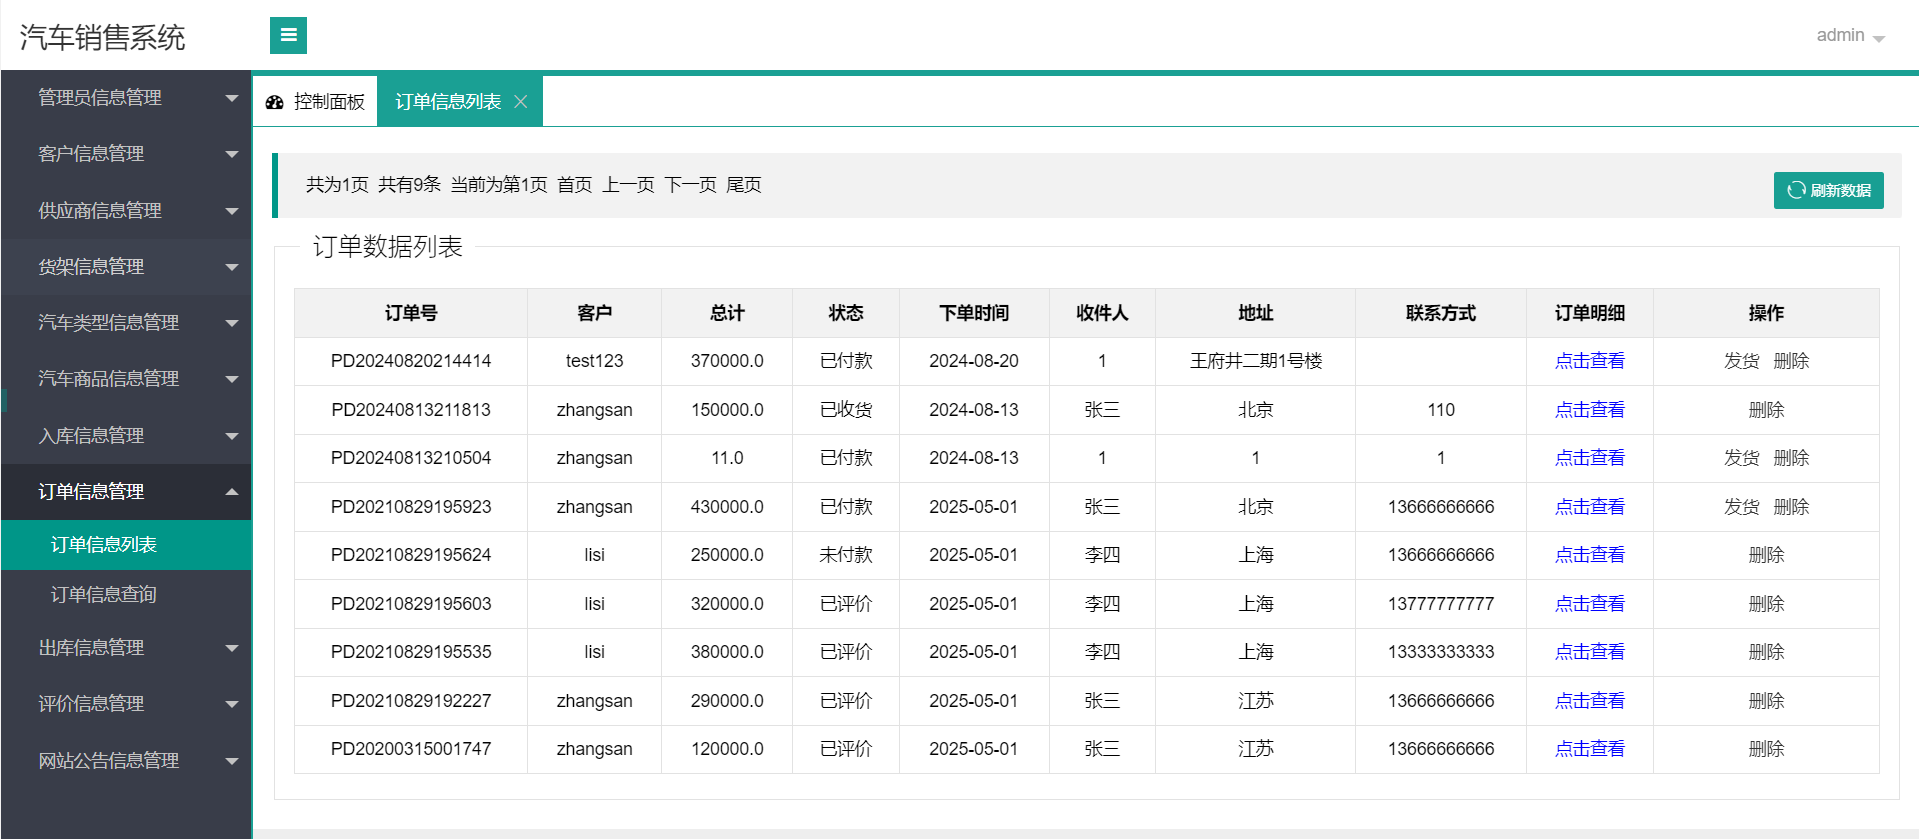 汽车销售系统
admin
管理员信息管理
客户信息管理
供应商信息管理
货架信息管理
汽车类型信息管理
汽车商品信息管理
入库信息管理
订单信息管理
订单信息列表
订单信息查询
出库信息管理
评价信息管理
网站公告信息管理
控制面板 订单信息列表
共为1页 共有9条 当前为第1页 首页 上一页 下一页 尾页
刷新数据
订单数据列表
订单号 客户 总计 状态 下单时间 收件人 地址 联系方式 订单明细 操作
PD20240820214414 test123 370000.0 已付款 2024-08-20 1 王府井二期1号楼 点击查看 发货 删除
PD20240813211813 zhangsan 150000.0 已收货 2024-08-13 张三 北京 110 点击查看 删除
PD20240813210504 zhangsan 11.0 已付款 2024-08-13 1 1 1 点击查看 发货 删除
PD20210829195923 zhangsan 430000.0 已付款 2025-05-01 张三 北京 13666666666 点击查看 发货 删除
PD20210829195624 lisi 250000.0 未付款 2025-05-01 李四 上海 13666666666 点击查看 删除
PD20210829195603 lisi 320000.0 已评价 2025-05-01 李四 上海 13777777777 点击查看 删除
PD20210829195535 lisi 380000.0 已评价 2025-05-01 李四 上海 13333333333 点击查看 删除
PD20210829192227 zhangsan 290000.0 已评价 2025-05-01 张三 江苏 13666666666 点击查看 删除
PD20200315001747 zhangsan 120000.0 已评价 2025-05-01 张三 江苏 13666666666 点击查看 删除